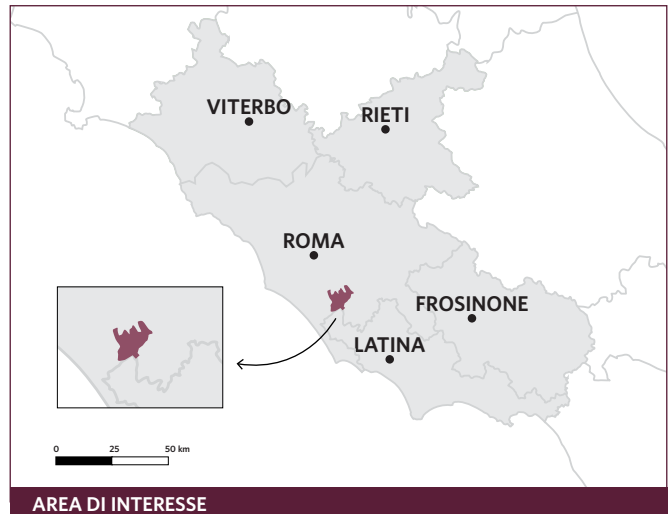 VITERBO
RIETI
ROMA
FROSINONE
LATINA
0 25 50 km
AREA DI INTERESSE